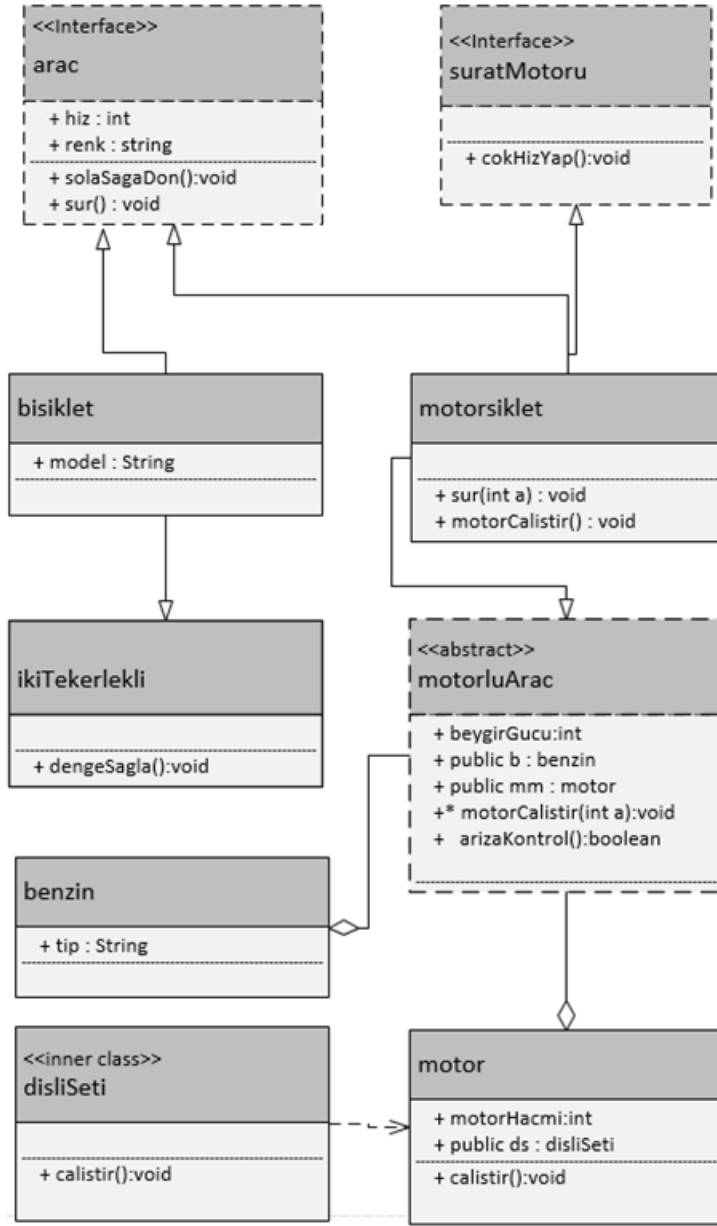 <<Interface>>
arac
+ hiz : int
+ renk : string
+ solaSagaDon():void
+ sur() : void
<<Interface>>
suratMotoru
+ cokHizYap():void
bisiklet
+ model : String
motorsiklet
+ sur(int a) : void
+ motorCalistir() : void
ikiTekerlekli
+ dengeSagla():void
<<abstract>>
motorluArac
+ beygirGucu:int
+ public b : benzin
+ public mm : motor
+* motorCalistir(int a):void
+ arizaKontrol():boolean
benzin
+ tip : String
<<inner class>>
disliSeti
+ calistir():void
motor
+ motorHacmi:int
+ public ds : disliSeti
+ calistir():void